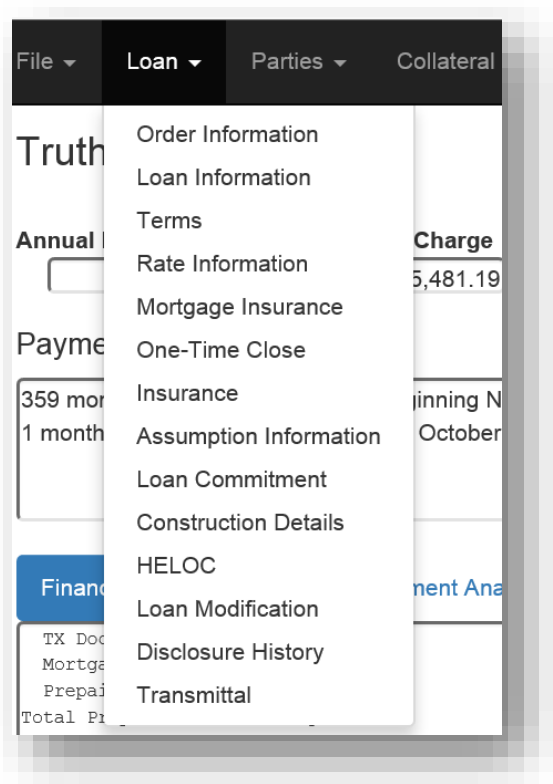 File Loan Parties Collateral
Truth
Order Information
Loan Information
Terms
Annual Charge
Rate Information
5,481.19
Mortgage Insurance
Payme
One-Time Close
Insurance
359 mor ginning N
Assumption Information
1 month October
Loan Commitment
Construction Details
HELOC
Financ ment Ana
Loan Modification
TX Doc
Disclosure History
Mortga
Prepai
Transmittal
Total Pr